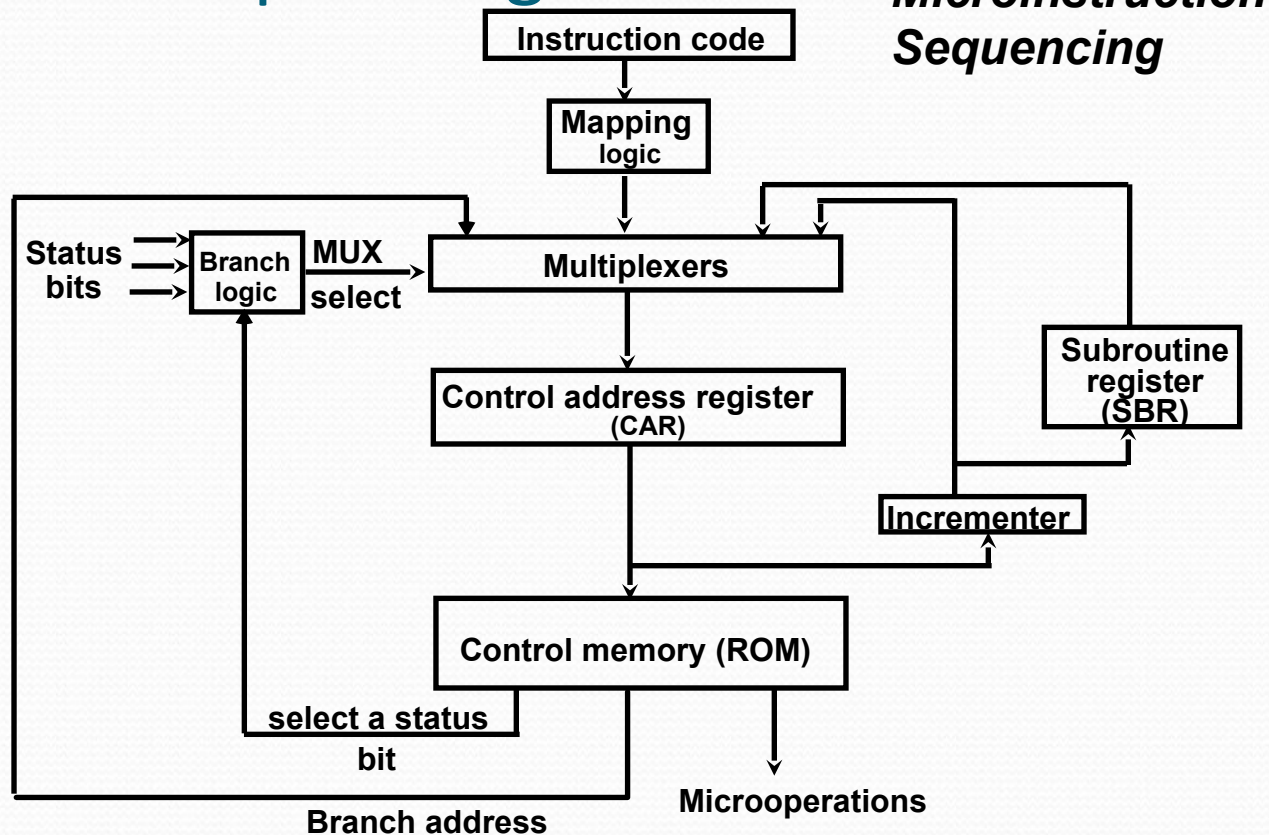 Microinstruction
Sequencing
Instruction code
Mapping
logic
Status
bits
Branch
logic
MUX
select
Multiplexers
Subroutine
register
(SBR)
Control address register
(CAR)
Incrementer
Control memory (ROM)
select a status
bit
Microoperations
Branch address